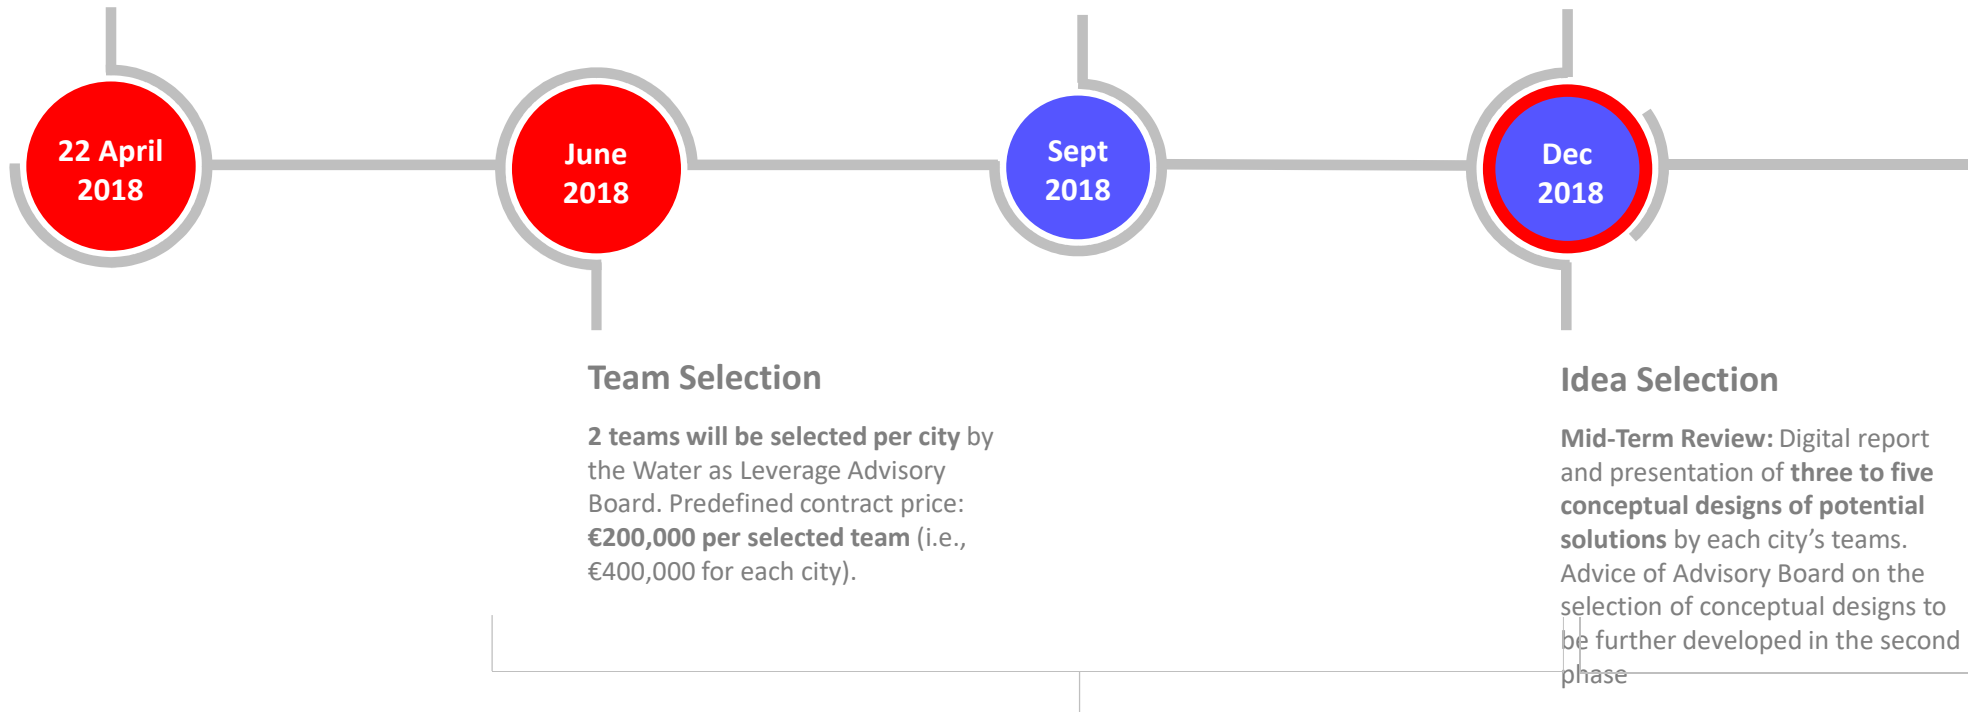 22 April
2018
June
2018
Sept
2018
Dec
2018
Team Selection
2 teams will be selected per city by
the Water as Leverage Advisory
Board. Predefined contract price:
€200,000 per selected team (i.e.,
€400,000 for each city).
Idea Selection
Mid-Term Review: Digital report
and presentation of three to five
conceptual designs of potential
solutions by each city’s teams.
Advice of Advisory Board on the
selection of conceptual designs to
be further developed in the second
phase